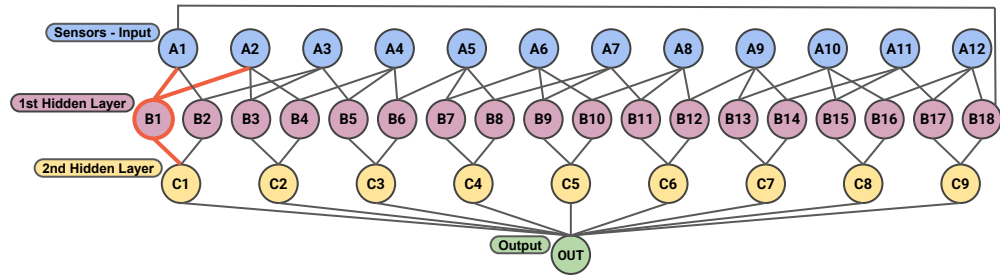 Sensors - Input
A1 A2 A3 A4 A5 A6 A7 A8 A9 A10 A11 A12
1st Hidden Layer
B1 B2 B3 B4 B5 B6 B7 B8 B9 B10 B11 B12 B13 B14 B15 B16 B17 B18
2nd Hidden Layer
C1 C2 C3 C4 C5 C6 C7 C8 C9
Output
OUT